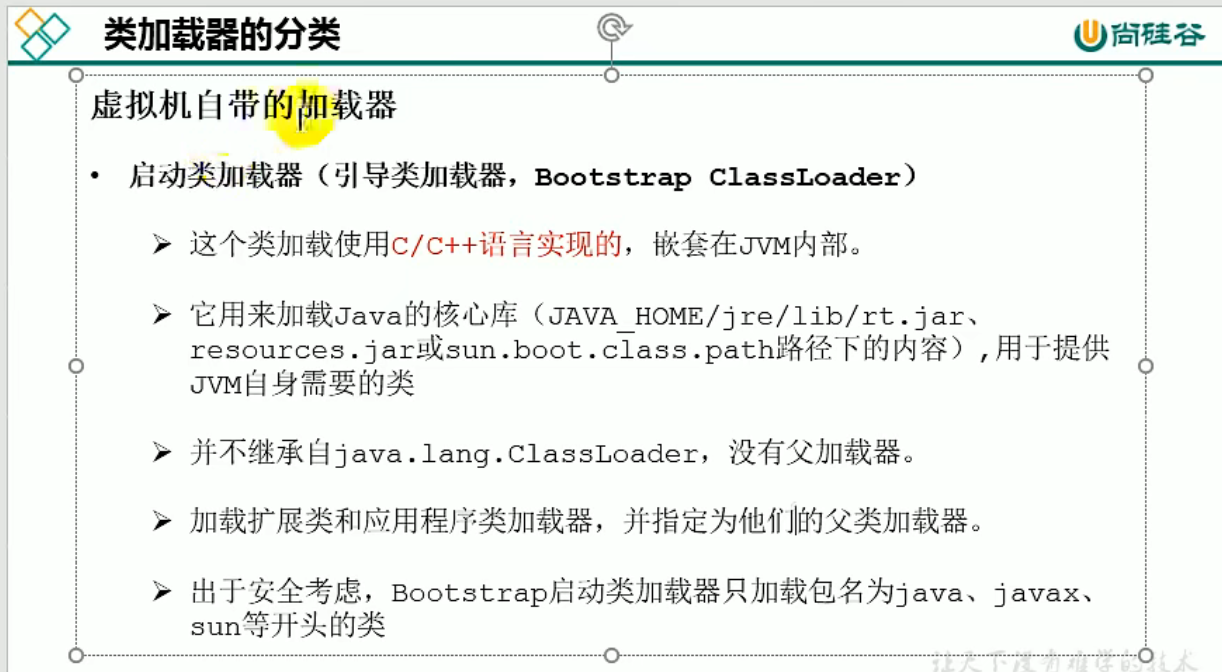 类加载器的分类
尚硅谷
虚拟机自带的加载器
• 启动类加载器（引导类加载器，Bootstrap ClassLoader）
➢ 这个类加载使用C/C++语言实现的，嵌套在JVM内部。
➢ 它用来加载Java的核心库（JAVA_HOME/jre/lib/rt.jar、
resources.jar或sun.boot.class.path路径下的内容）,用于提供
JVM自身需要的类
➢ 并不继承自java.lang.ClassLoader，没有父加载器。
➢ 加载扩展类和应用程序类加载器，并指定为他们的父类加载器。
➢ 出于安全考虑，Bootstrap启动类加载器只加载包名为java、javax、
sun等开头的类
让天下没有难学的技术